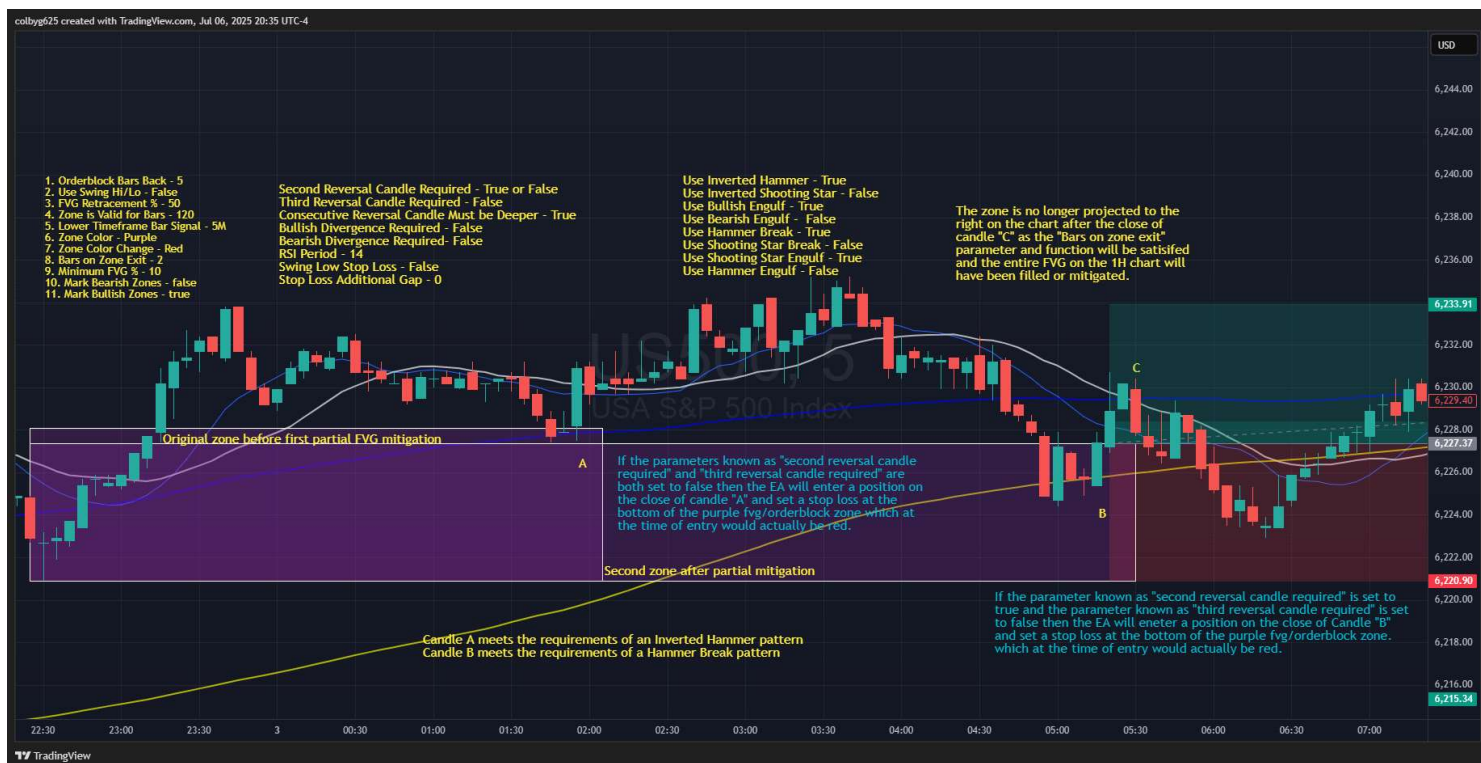 colbyg625 created with TradingView.com, Jul 06, 2025 20:35 UTC-4
USD
6,244.00
6,242.00
6,240.00
6,238.00
6,236.00
6,233.91
6,232.00
6,230.00
6,229.40
6,228.00
6,227.37
6,226.00
6,224.00
6,222.00
6,220.90
6,220.00
6,218.00
6,216.00
6,215.34
1. Orderblock Bars Back - 5
2. Use Swing Hi/Lo - False
3. FVG Retracement % - 50
4. Zone is Valid for Bars - 120
5. Lower Timeframe Bar Signal - 5M
6. Zone Color - Purple
7. Zone Color Change - Red
8. Bars on Zone Exit - 2
9. Minimum FVG % - 10
10. Mark Bearish Zones - false
11. Mark Bullish Zones - true
Second Reversal Candle Required - True or False
Third Reversal Candle Required - False
Consecutive Reversal Candle Must be Deeper - True
Bullish Divergence Required - False
Bearish Divergence Required- False
RSI Period - 14
Swing Low Stop Loss - False
Stop Loss Additional Gap - 0
Use Inverted Hammer - True
Use Inverted Shooting Star - False
Use Bullish Engulf - True
Use Bearish Engulf - False
Use Hammer Break - True
Use Shooting Star Break - False
Use Shooting Star Engulf - True
Use Hammer Engulf - False
The zone is no longer projected to the
right on the chart after the close of
candle "C" as the "Bars on zone exit"
parameter and function will be satisifed
and the entire FVG on the 1H chart will
have been filled or mitigated.
US500, 5
USA S&P 500 Index
C
Original zone before first partial FVG mitigation
A
If the parameters known as "second reversal candle
required" and "third reversal candle required" are
both set to false then the EA will enter a position on
the close of candle "A" and set a stop loss at the
bottom of the purple fvg/orderblock zone which at
the time of entry would actually be red.
B
Second zone after partial mitigation
If the parameter known as "second reversal candle required" is set to
true and the parameter known as "third reversal candle required" is set
to false then the EA will eneter a position on the close of Candle "B"
and set a stop loss at the bottom of the purple fvg/orderblock zone.
which at the time of entry would actually be red.
Candle A meets the requirements of an Inverted Hammer pattern
Candle B meets the requirements of a Hammer Break pattern
22:30 23:00 23:30 3 00:30 01:00 01:30 02:00 02:30 03:00 03:30 04:00 04:30 05:00 05:30 06:00 06:30 07:00
TradingView